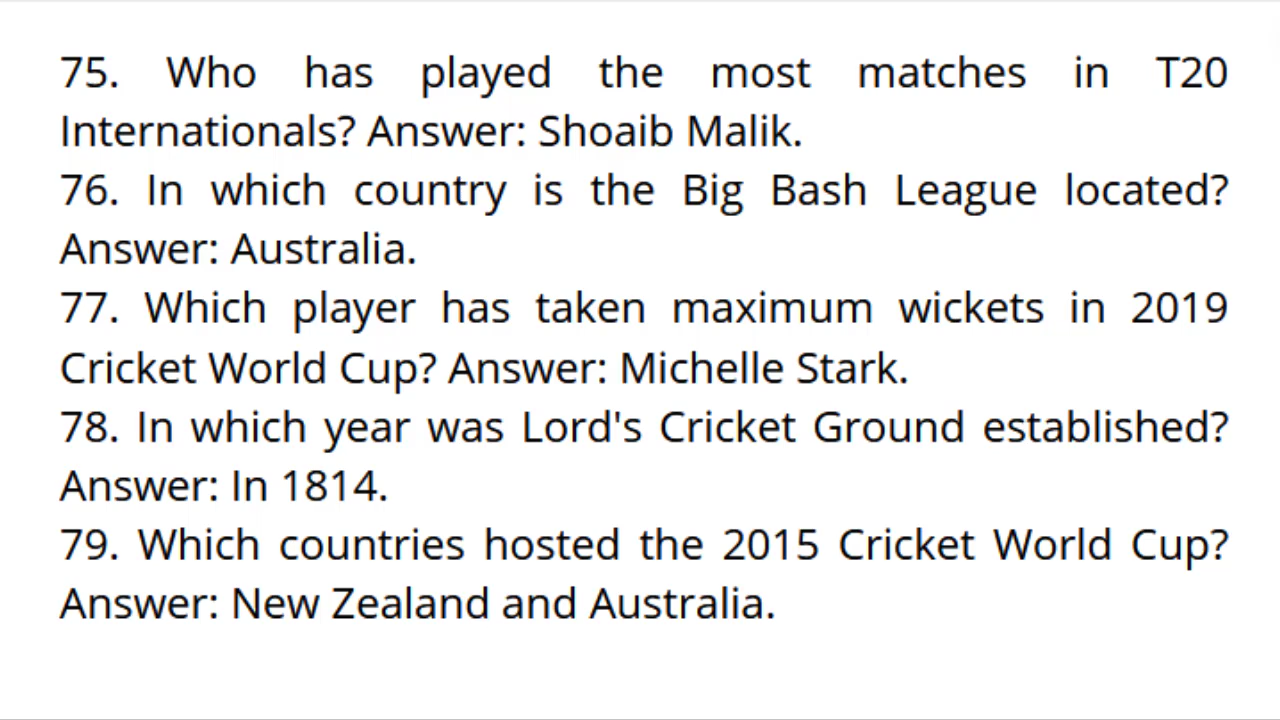 75. Who has played the most matches in T20
Internationals? Answer: Shoaib Malik.
76. In which country is the Big Bash League located?
Answer: Australia.
77. Which player has taken maximum wickets in 2019
Cricket World Cup? Answer: Michelle Stark.
78. In which year was Lord's Cricket Ground established?
Answer: In 1814.
79. Which countries hosted the 2015 Cricket World Cup?
Answer: New Zealand and Australia.